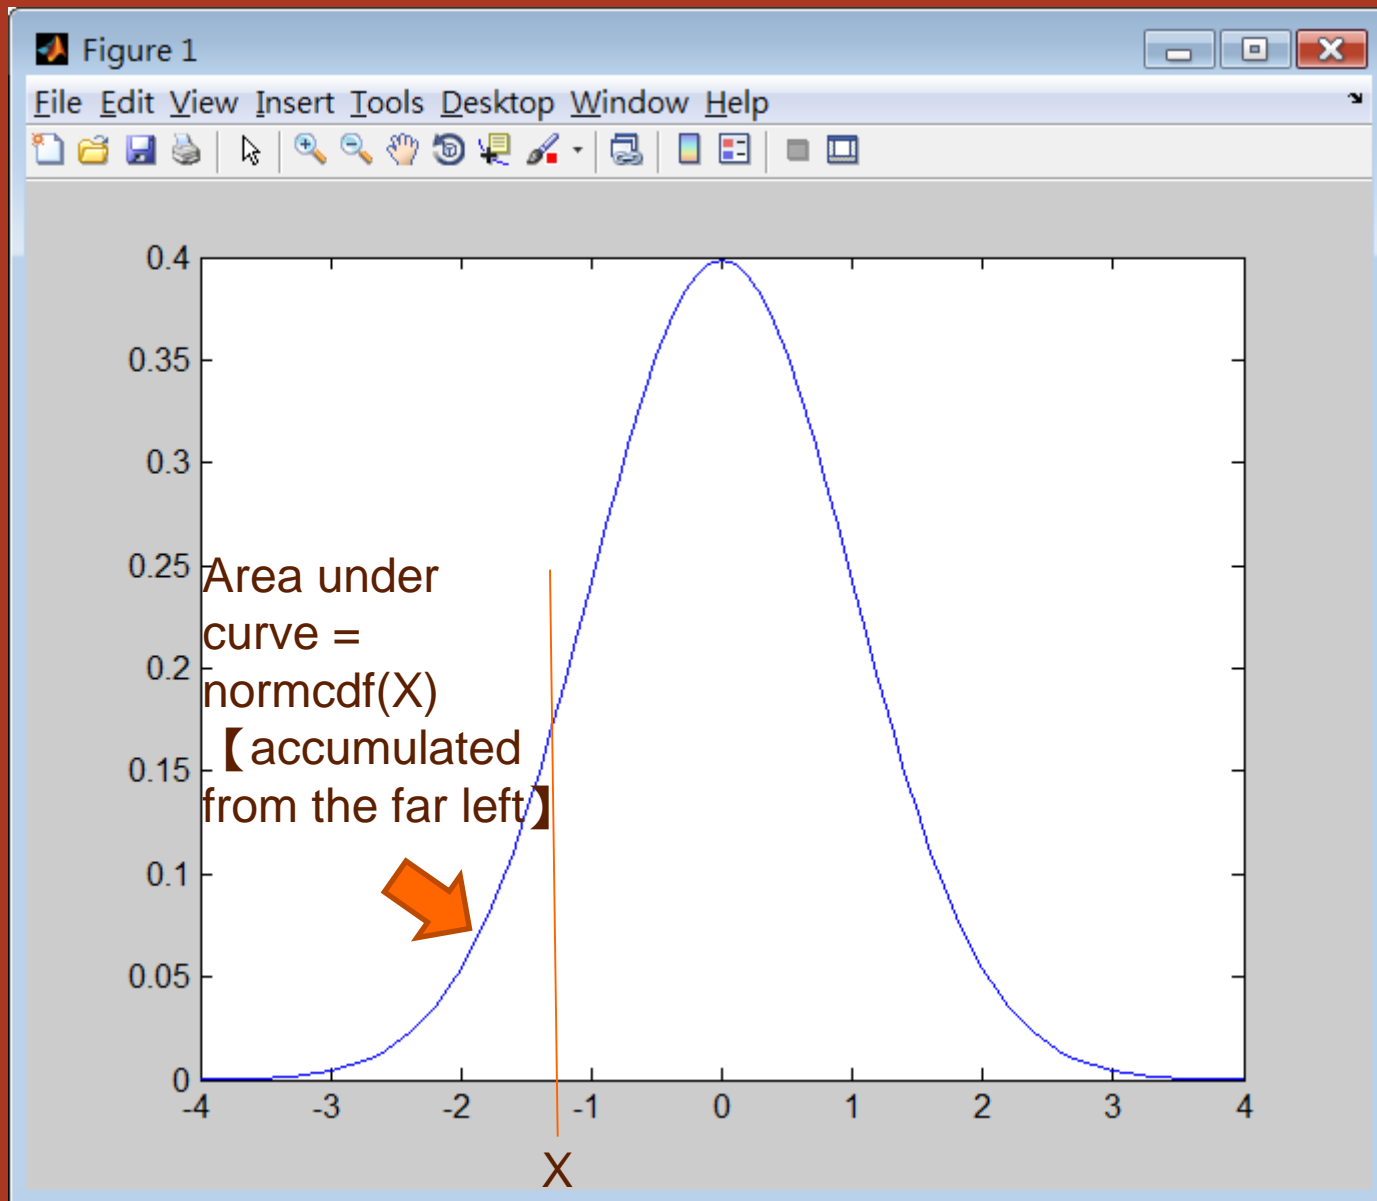 Figure 1
File Edit View Insert Tools Desktop Window Help
0.4
0.35
0.3
0.25
0.2
0.15
0.1
0.05
0
Area under
curve =
normcdf(X)
【accumulated
from the far left】
-4 -3 -2 -1 0 1 2 3 4
X